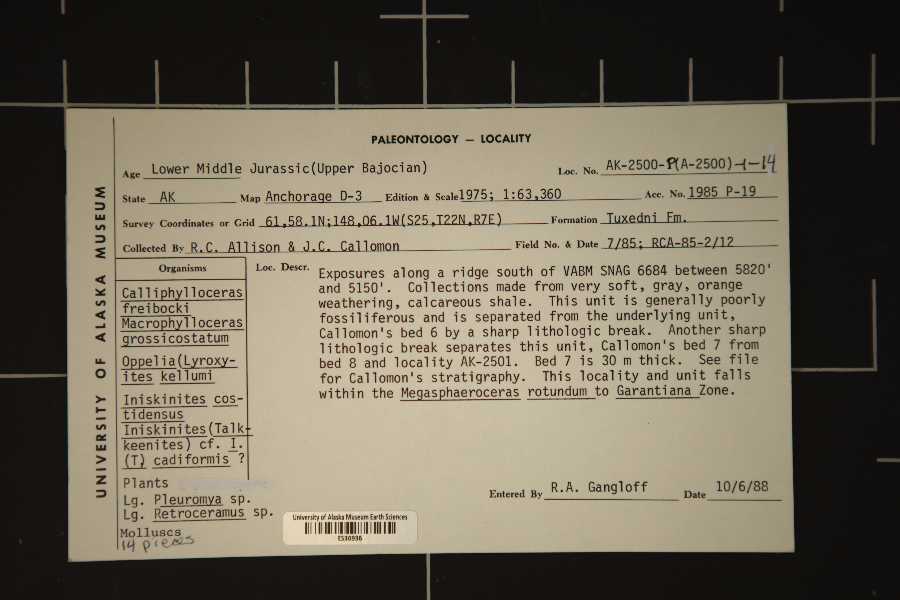 PALEONTOLOGY — LOCALITY
Age Lower Middle Jurassic(Upper Bajocian) Loc. No. AK-2500-P(A-2500)-1-14
State AK Map Anchorage D-3 Edition & Scale 1975; 1:63,360 Acc. No. 1985 P-19
Survey Coordinates or Grid 61,58.1N;148,06.1W(S25,T22N,R7E) Formation Tuxedni Fm.
Collected By R.C. Allison & J.C. Callomon Field No. & Date 7/85; RCA-85-2/12
UNIVERSITY OF ALASKA MUSEUM
Organisms
Calliphylloceras
freibocki
Macrophylloceras
grossicostatum
Oppelia(Lyroxy-
ites kellumi
Iniskinites cos-
tidensus
Iniskinites(Talk-
keenites) cf. I.
(T) cadiformis ?
Plants
Lg. Pleuromya sp.
Lg. Retroceramus sp.
Molluscs
14 pieces
Loc. Descr.
Exposures along a ridge south of VABM SNAG 6684 between 5820'
and 5150'. Collections made from very soft, gray, orange
weathering, calcareous shale. This unit is generally poorly
fossiliferous and is separated from the underlying unit,
Callomon's bed 6 by a sharp lithologic break. Another sharp
lithologic break separates this unit, Callomon's bed 7 from
bed 8 and locality AK-2501. Bed 7 is 30 m thick. See file
for Callomon's stratigraphy. This locality and unit falls
within the Megasphaeroceras rotundum to Garantiana Zone.
Entered By R.A. Gangloff Date 10/6/88
University of Alaska Museum Earth Sciences
ES36936